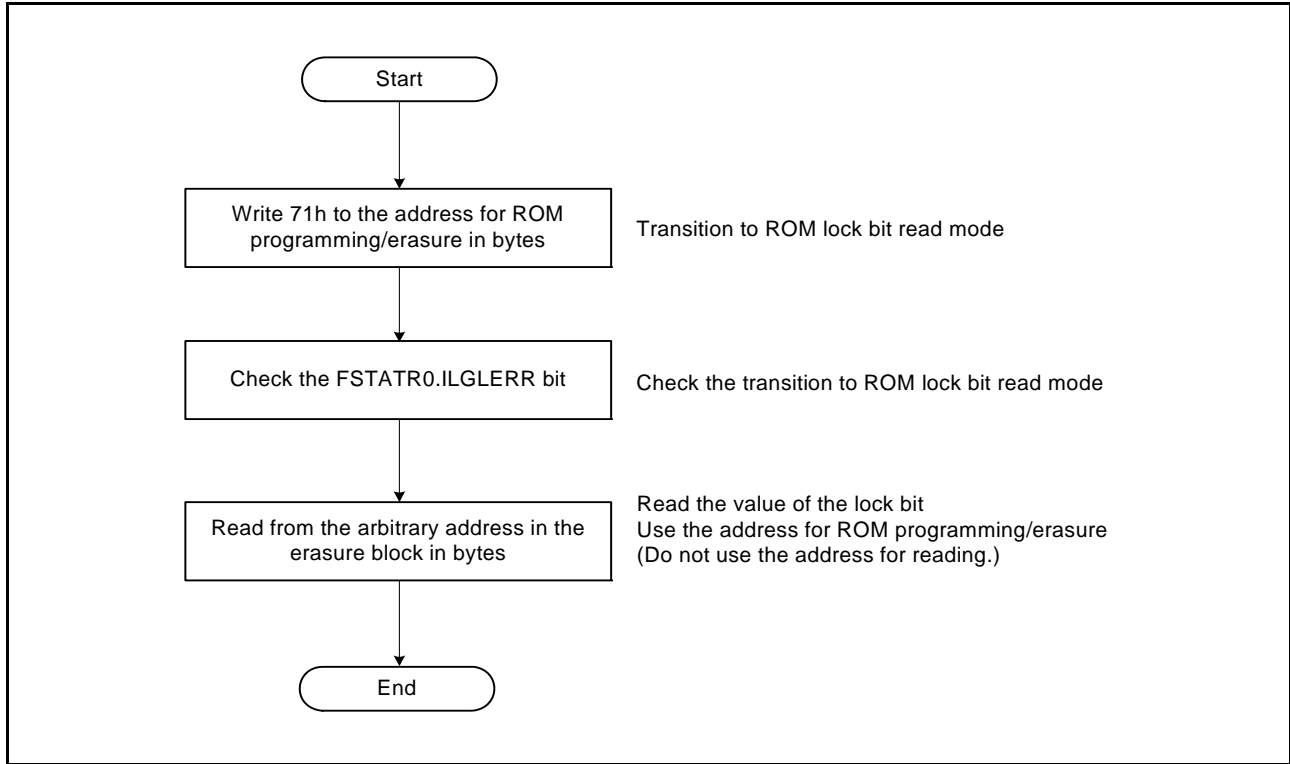 Start
Write 71h to the address for ROM
programming/erasure in bytes
Transition to ROM lock bit read mode
Check the FSTATR0.ILGLERR bit
Check the transition to ROM lock bit read mode
Read from the arbitrary address in the
erasure block in bytes
Read the value of the lock bit
Use the address for ROM programming/erasure
(Do not use the address for reading.)
End